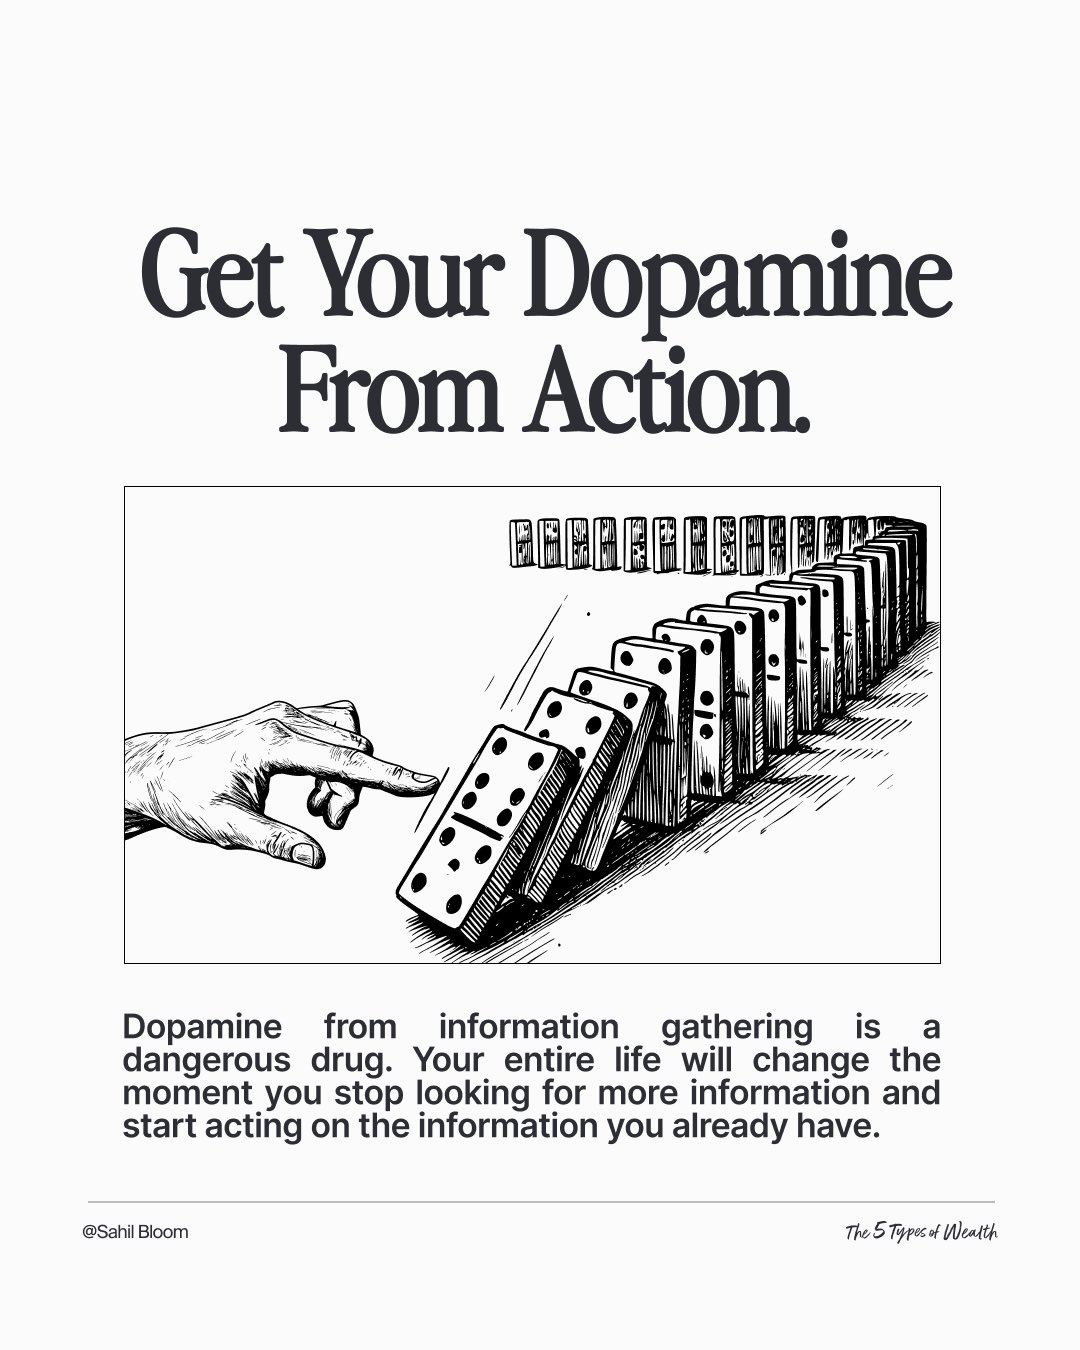 Get Your Dopamine
From Action.
Dopamine from information gathering is a
dangerous drug. Your entire life will change the
moment you stop looking for more information and
start acting on the information you already have.
@Sahil Bloom
The 5 Types of Wealth